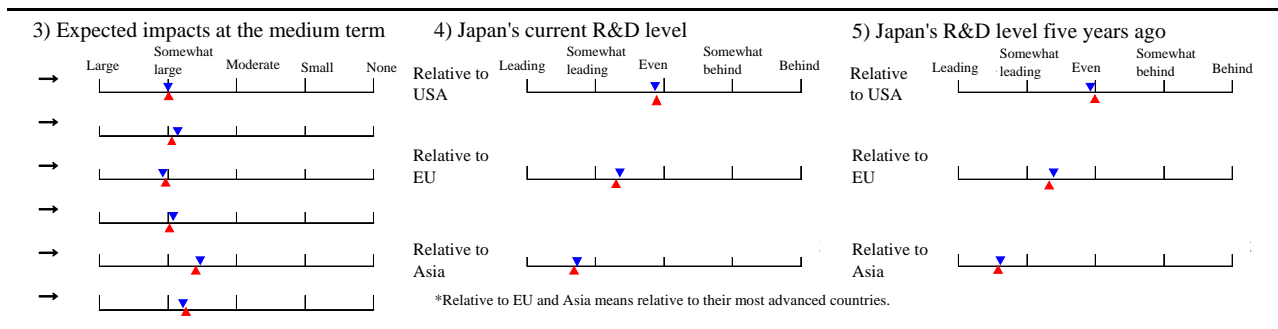 3) Expected impacts at the medium term
Large
Somewhat
large
Moderate
Small
None
4) Japan's current R&D level
Leading
Somewhat
leading
Even
Somewhat
behind
Behind
Relative to
USA
Relative to
EU
Relative to
Asia
*Relative to EU and Asia means relative to their most advanced countries.
5) Japan's R&D level five years ago
Leading
Somewhat
leading
Even
Somewhat
behind
Behind
Relative
to USA
Relative to
EU
Relative to
Asia